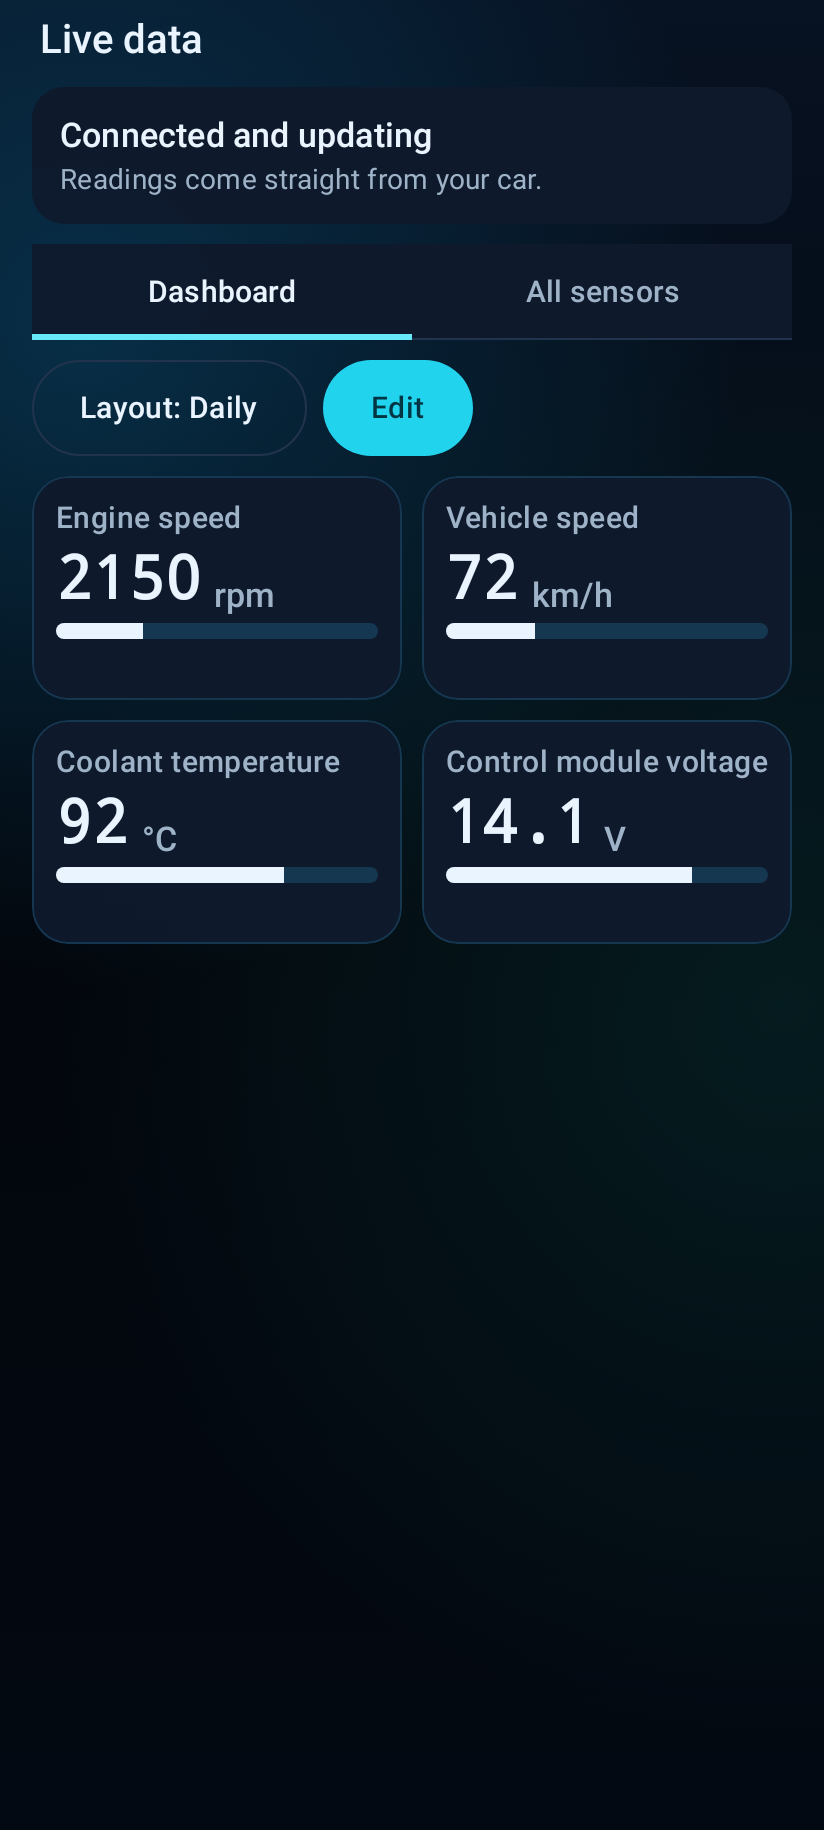 Live data
Connected and updating
Readings come straight from your car.
Dashboard
All sensors
Layout: Daily
Edit
Engine speed
2150 rpm
Vehicle speed
72 km/h
Coolant temperature
92 °C
Control module voltage
14.1 V